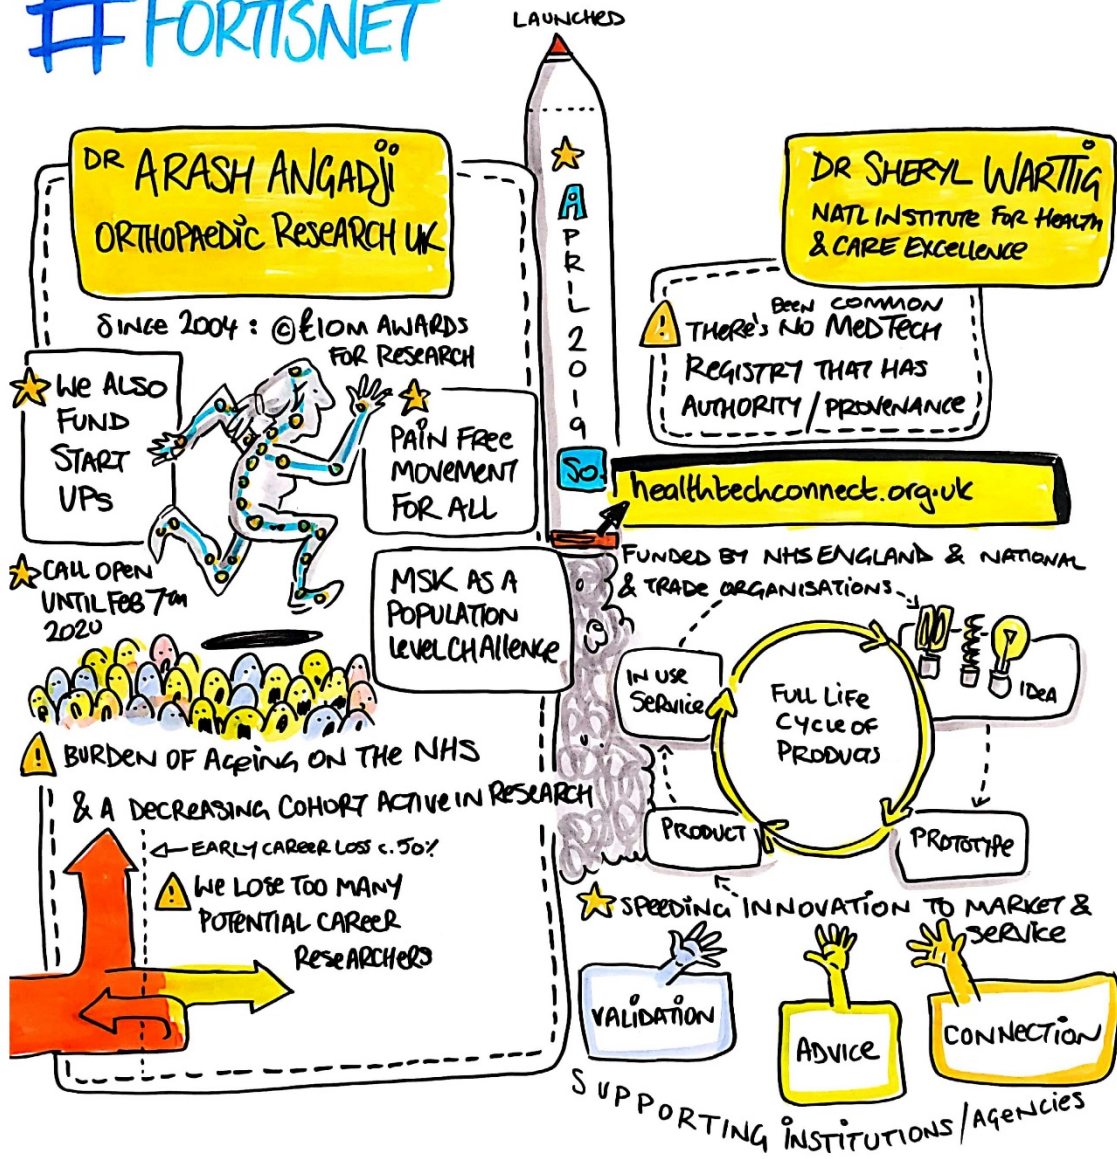 #FORTISNET
LAUNCHED
APRIL 2019
So.
DR ARASH ANGADJi
ORTHOPAEDIC RESEARCH UK
SINCE 2004: @ £10M AWARDS
FOR RESEARCH
WE ALSO
FUND
START
UPS
PAIN FREE
MOVEMENT
FOR ALL
CALL OPEN
UNTIL FEB 7TH
2020
MSK AS A
POPULATION
LEVEL CHALLENGE
! BURDEN OF AGEING ON THE NHS
& A DECREASING COHORT ACTIVE IN RESEARCH
EARLY CAREER LOSS c.50%
! WE LOSE TOO MANY
POTENTIAL CAREER
RESEARCHERS
DR SHERYL WARTTIG
NATL INSTITUTE FOR HEALTH
& CARE EXCELLENCE
BEEN COMMON
! THERE'S NO MEDTECH
REGISTRY THAT HAS
AUTHORITY / PROVENANCE
healthtechconnect.org.uk
FUNDED BY NHS ENGLAND & NATIONAL
& TRADE ORGANISATIONS
IN USE
SERVICE
FULL LIFE
CYCLE OF
PRODUCTS
IDEA
PRODUCT
PROTOTYPE
SPEEDING INNOVATION TO MARKET &
SERVICE
VALIDATION
ADVICE
CONNECTION
SUPPORTING INSTITUTIONS/AGENCIES